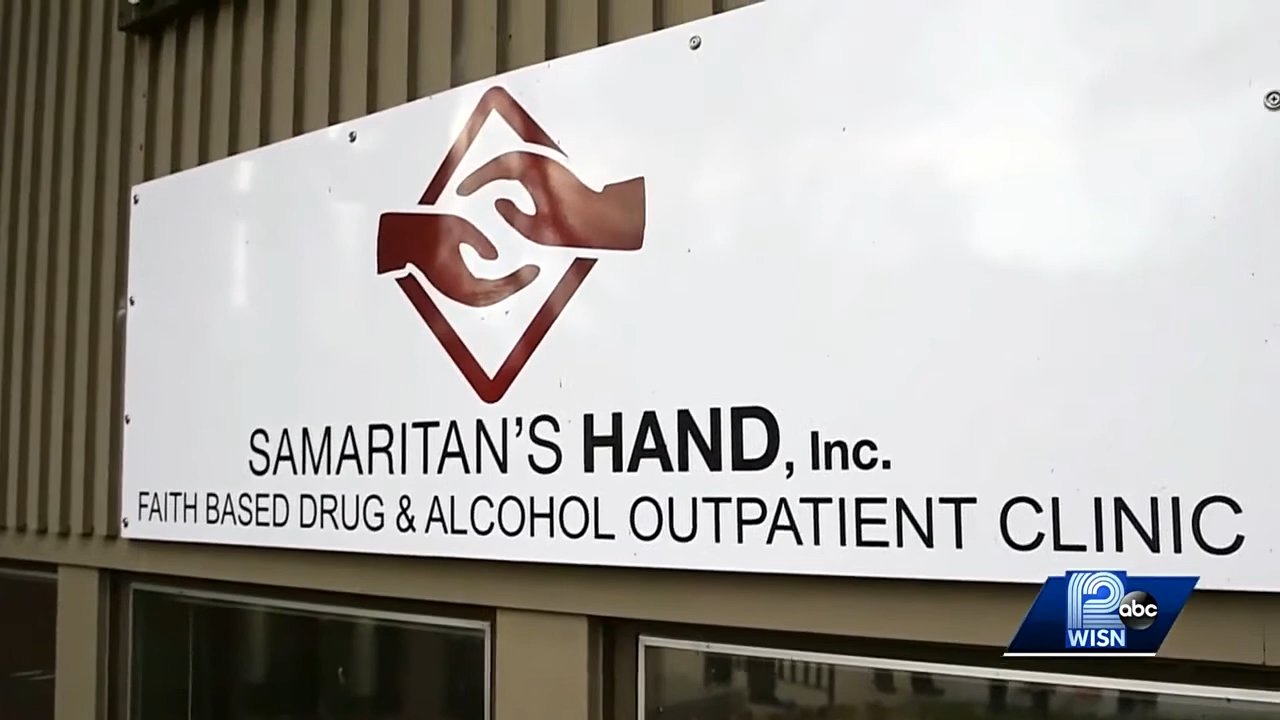 SAMARITAN'S HAND, Inc.
FAITH BASED DRUG & ALCOHOL OUTPATIENT CLINIC
12
abc
WISN